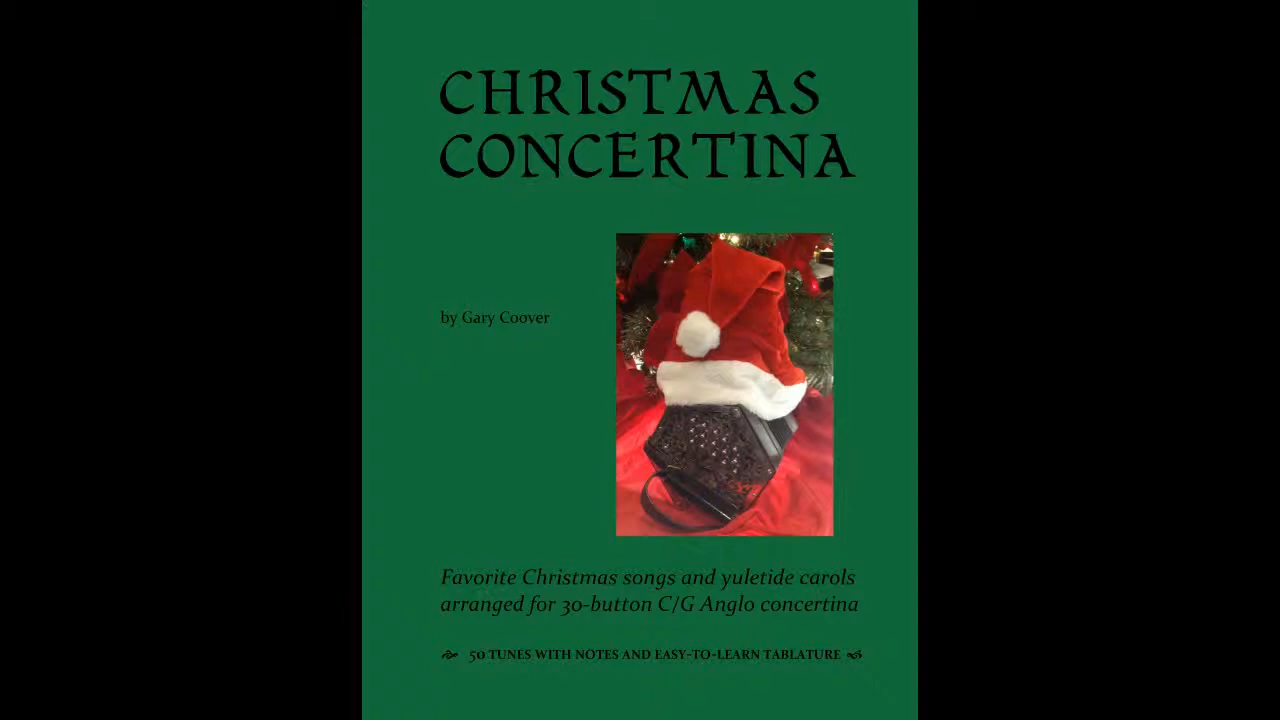 CHRISTMAS
CONCERTINA
by Gary Coover
Favorite Christmas songs and yuletide carols
arranged for 30-button C/G Anglo concertina
50 TUNES WITH NOTES AND EASY-TO-LEARN TABLATURE